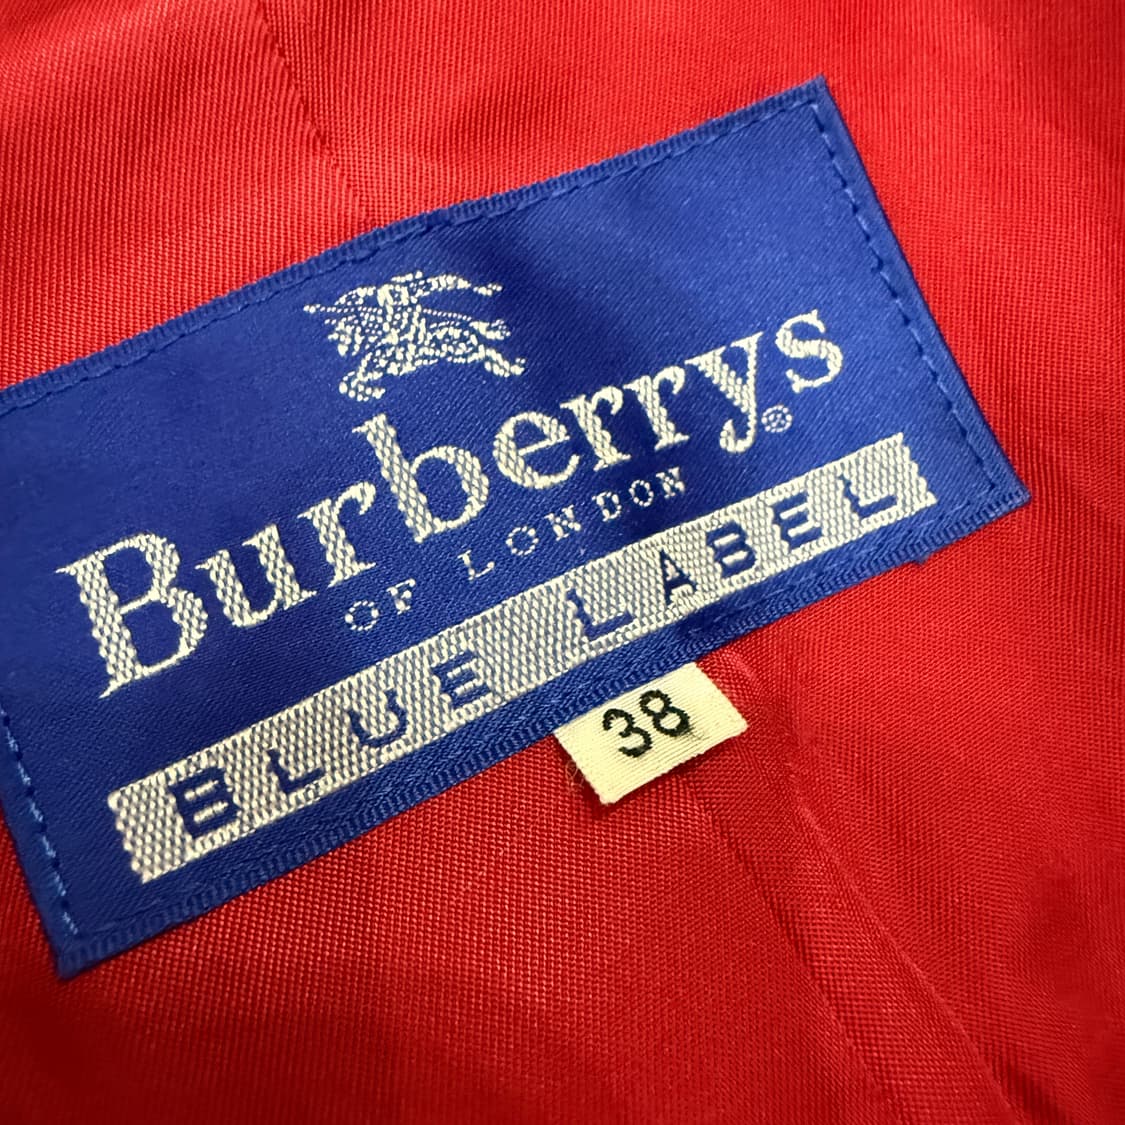 Burberrys®
OF LONDON
BLUE LABEL
38